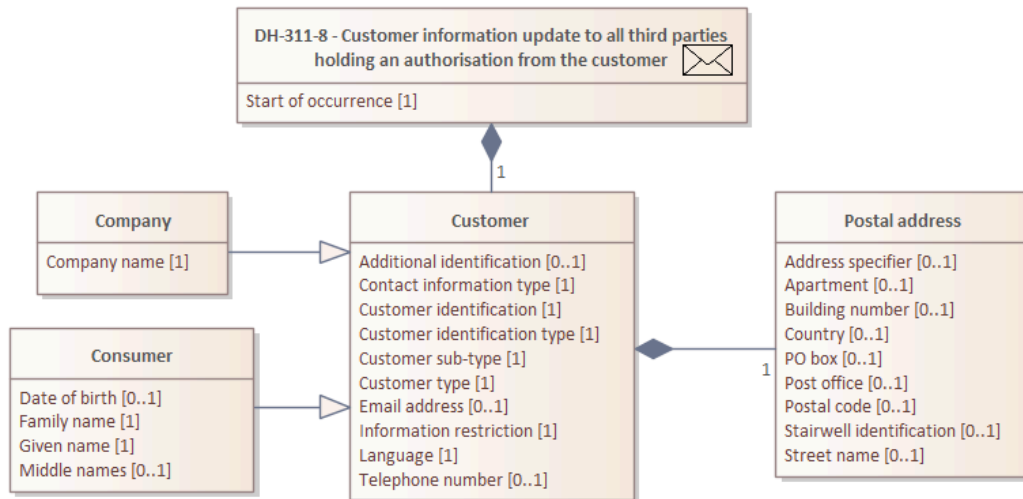 DH-311-8 - Customer information update to all third parties
holding an authorisation from the customer
Start of occurrence [1]
1
Company
Company name [1]
Consumer
Date of birth [0..1]
Family name [1]
Given name [1]
Middle names [0..1]
Customer
Additional identification [0..1]
Contact information type [1]
Customer identification [1]
Customer identification type [1]
Customer sub-type [1]
Customer type [1]
Email address [0..1]
Information restriction [1]
Language [1]
Telephone number [0..1]
1
Postal address
Address specifier [0..1]
Apartment [0..1]
Building number [0..1]
Country [0..1]
PO box [0..1]
Post office [0..1]
Postal code [0..1]
Stairwell identification [0..1]
Street name [0..1]